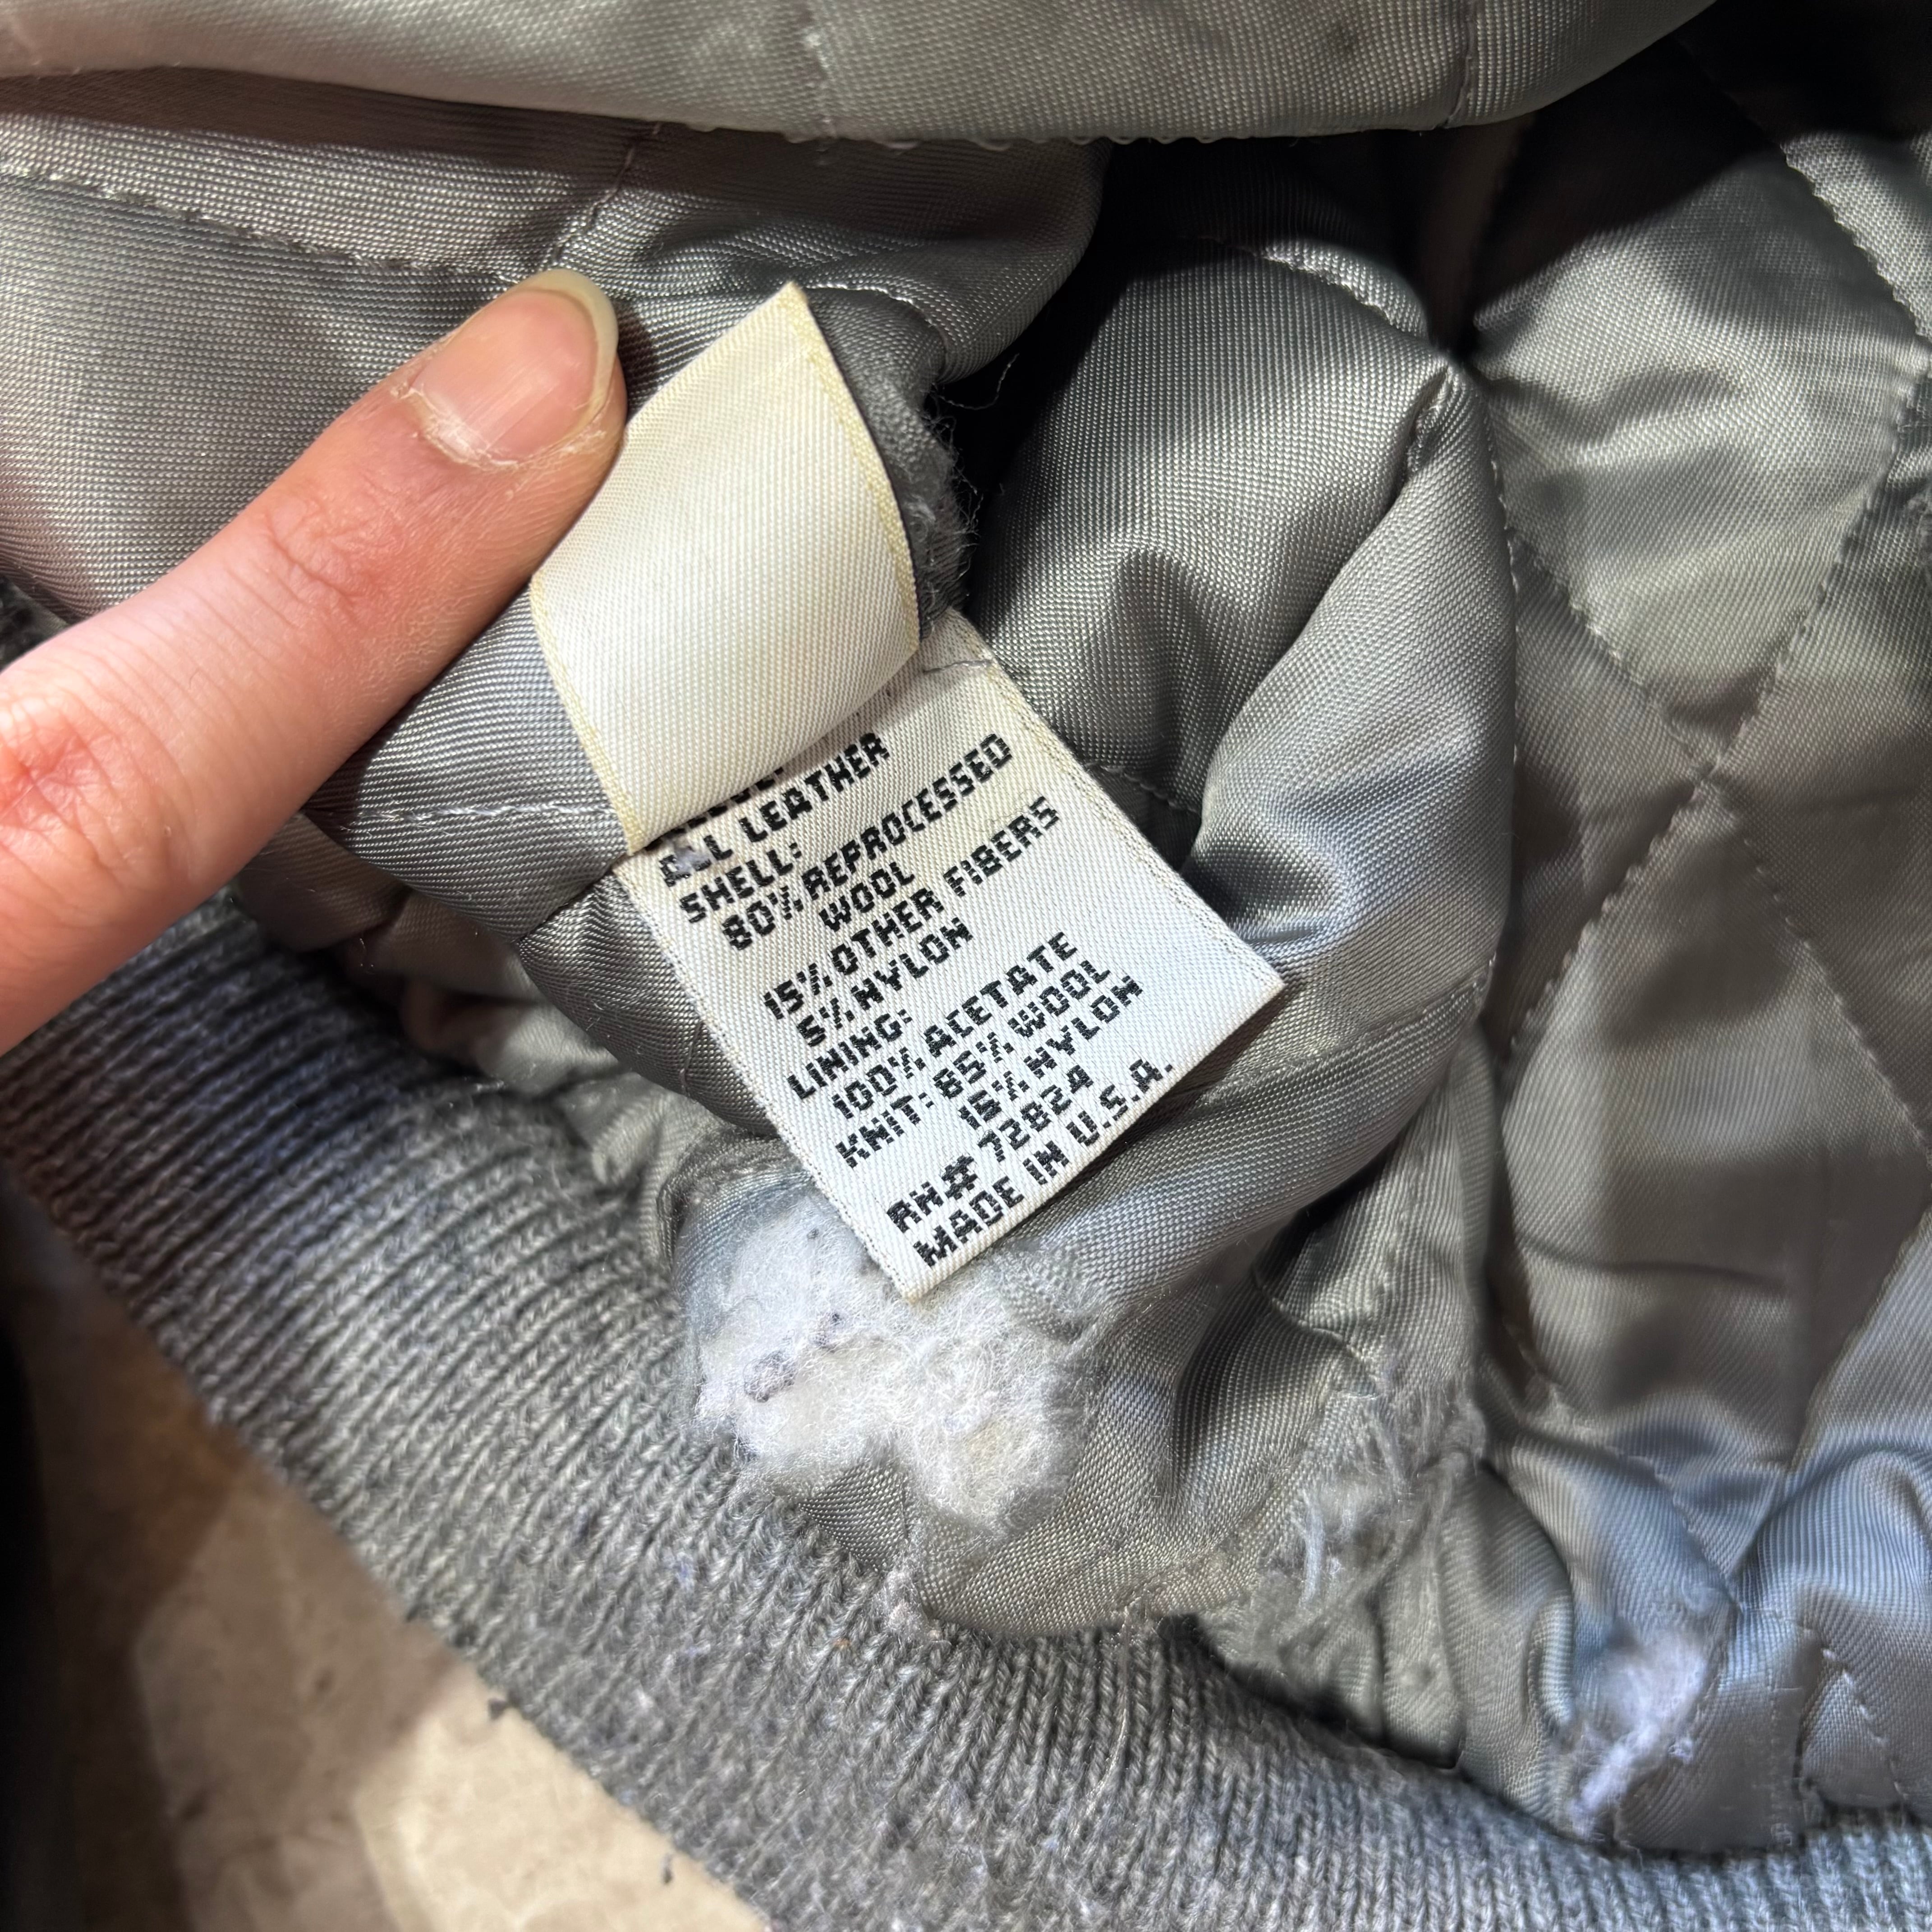 ALL LEATHER
SHELL:
80% REPROCESSED
WOOL
15% OTHER FIBERS
5% NYLON
LINING:
100% ACETATE
KNIT: 85% WOOL
15% NYLON
RN# 72824
MADE IN U.S.A.